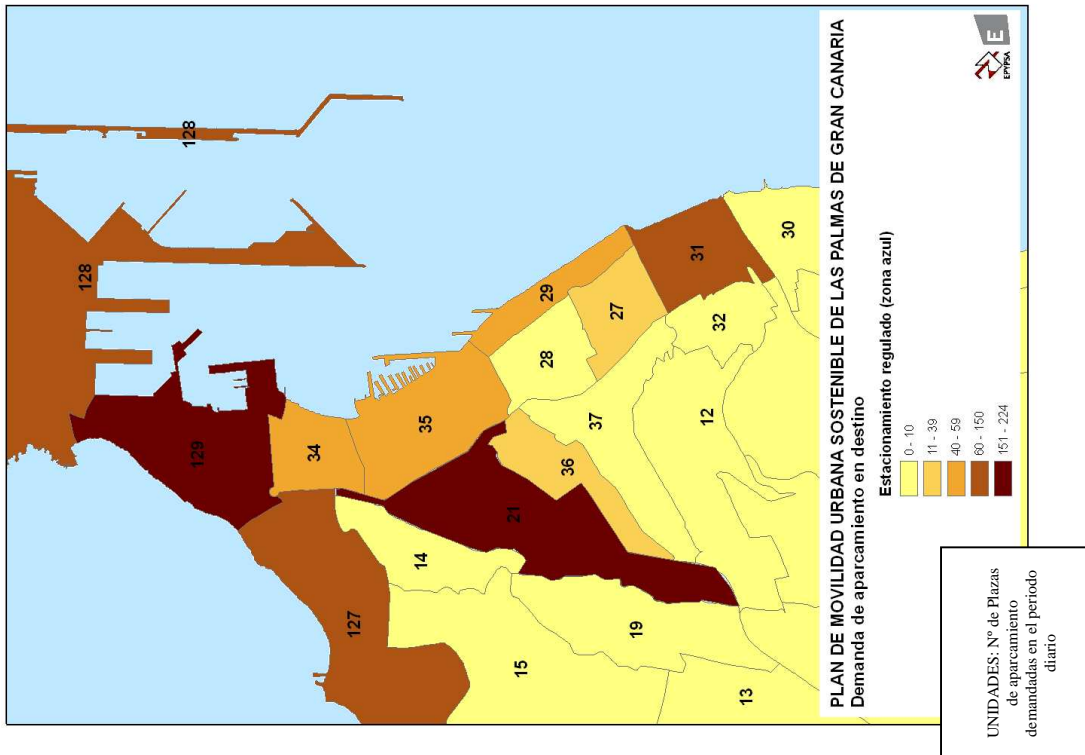 128
128
129
34
35
29
28
27
31
30
32
37
12
36
21
14
127
15
19
13
PLAN DE MOVILIDAD URBANA SOSTENIBLE DE LAS PALMAS DE GRAN CANARIA
Demanda de aparcamiento en destino
Estacionamiento regulado (zona azul)
0 - 10
11 - 39
40 - 59
60 - 150
151 - 224
EPYPSA
E
UNIDADES: Nº de Plazas
de aparcamiento
demandadas en el periodo
diario